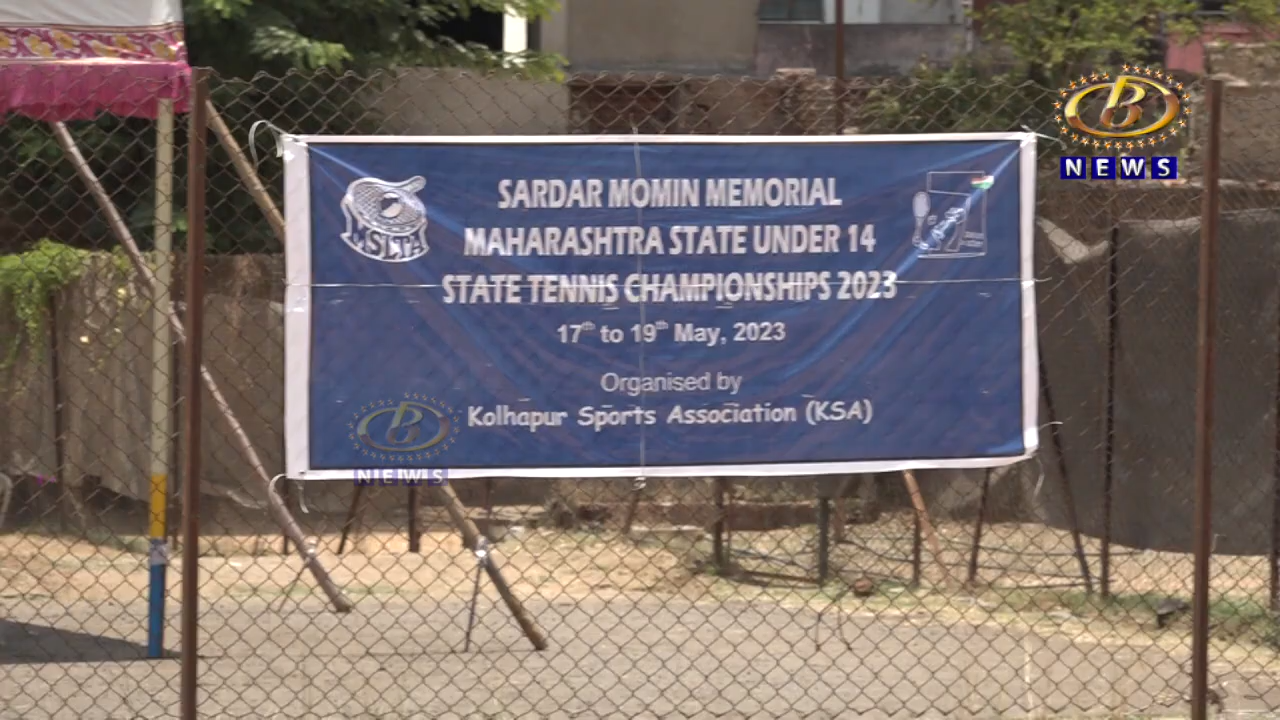 B
NEWS
SARDAR MOMIN MEMORIAL
MAHARASHTRA STATE UNDER 14
MSLTA
STATE TENNIS CHAMPIONSHIPS 2023
17th to 19th May, 2023
Organised by
Kolhapur Sports Association (KSA)
B
NEWS